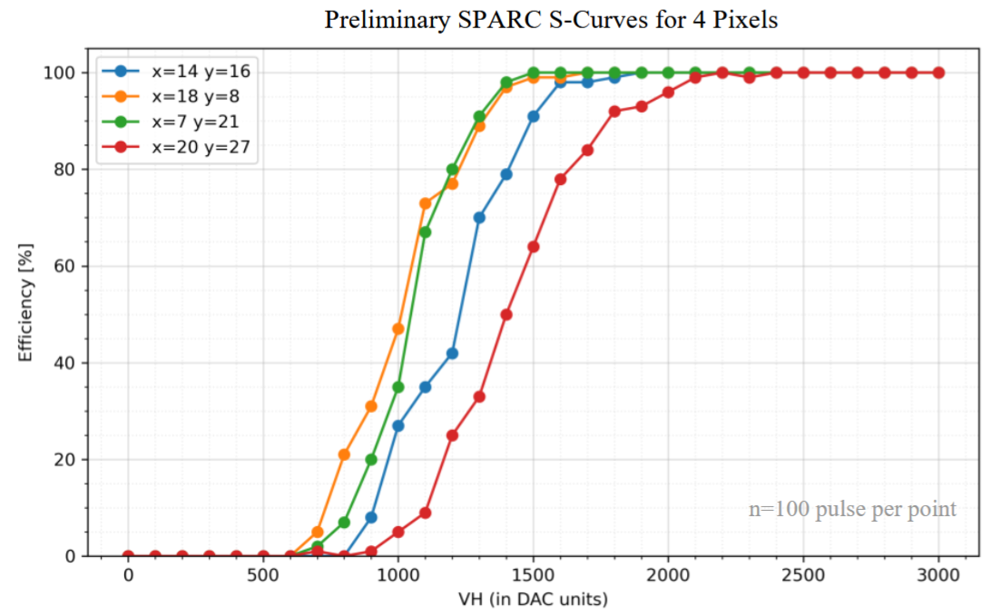 Preliminary SPARC S-Curves for 4 Pixels
100
80
60
40
20
0
Efficiency [%]
x=14 y=16
x=18 y=8
x=7 y=21
x=20 y=27
n=100 pulse per point
0 500 1000 1500 2000 2500 3000
VH (in DAC units)